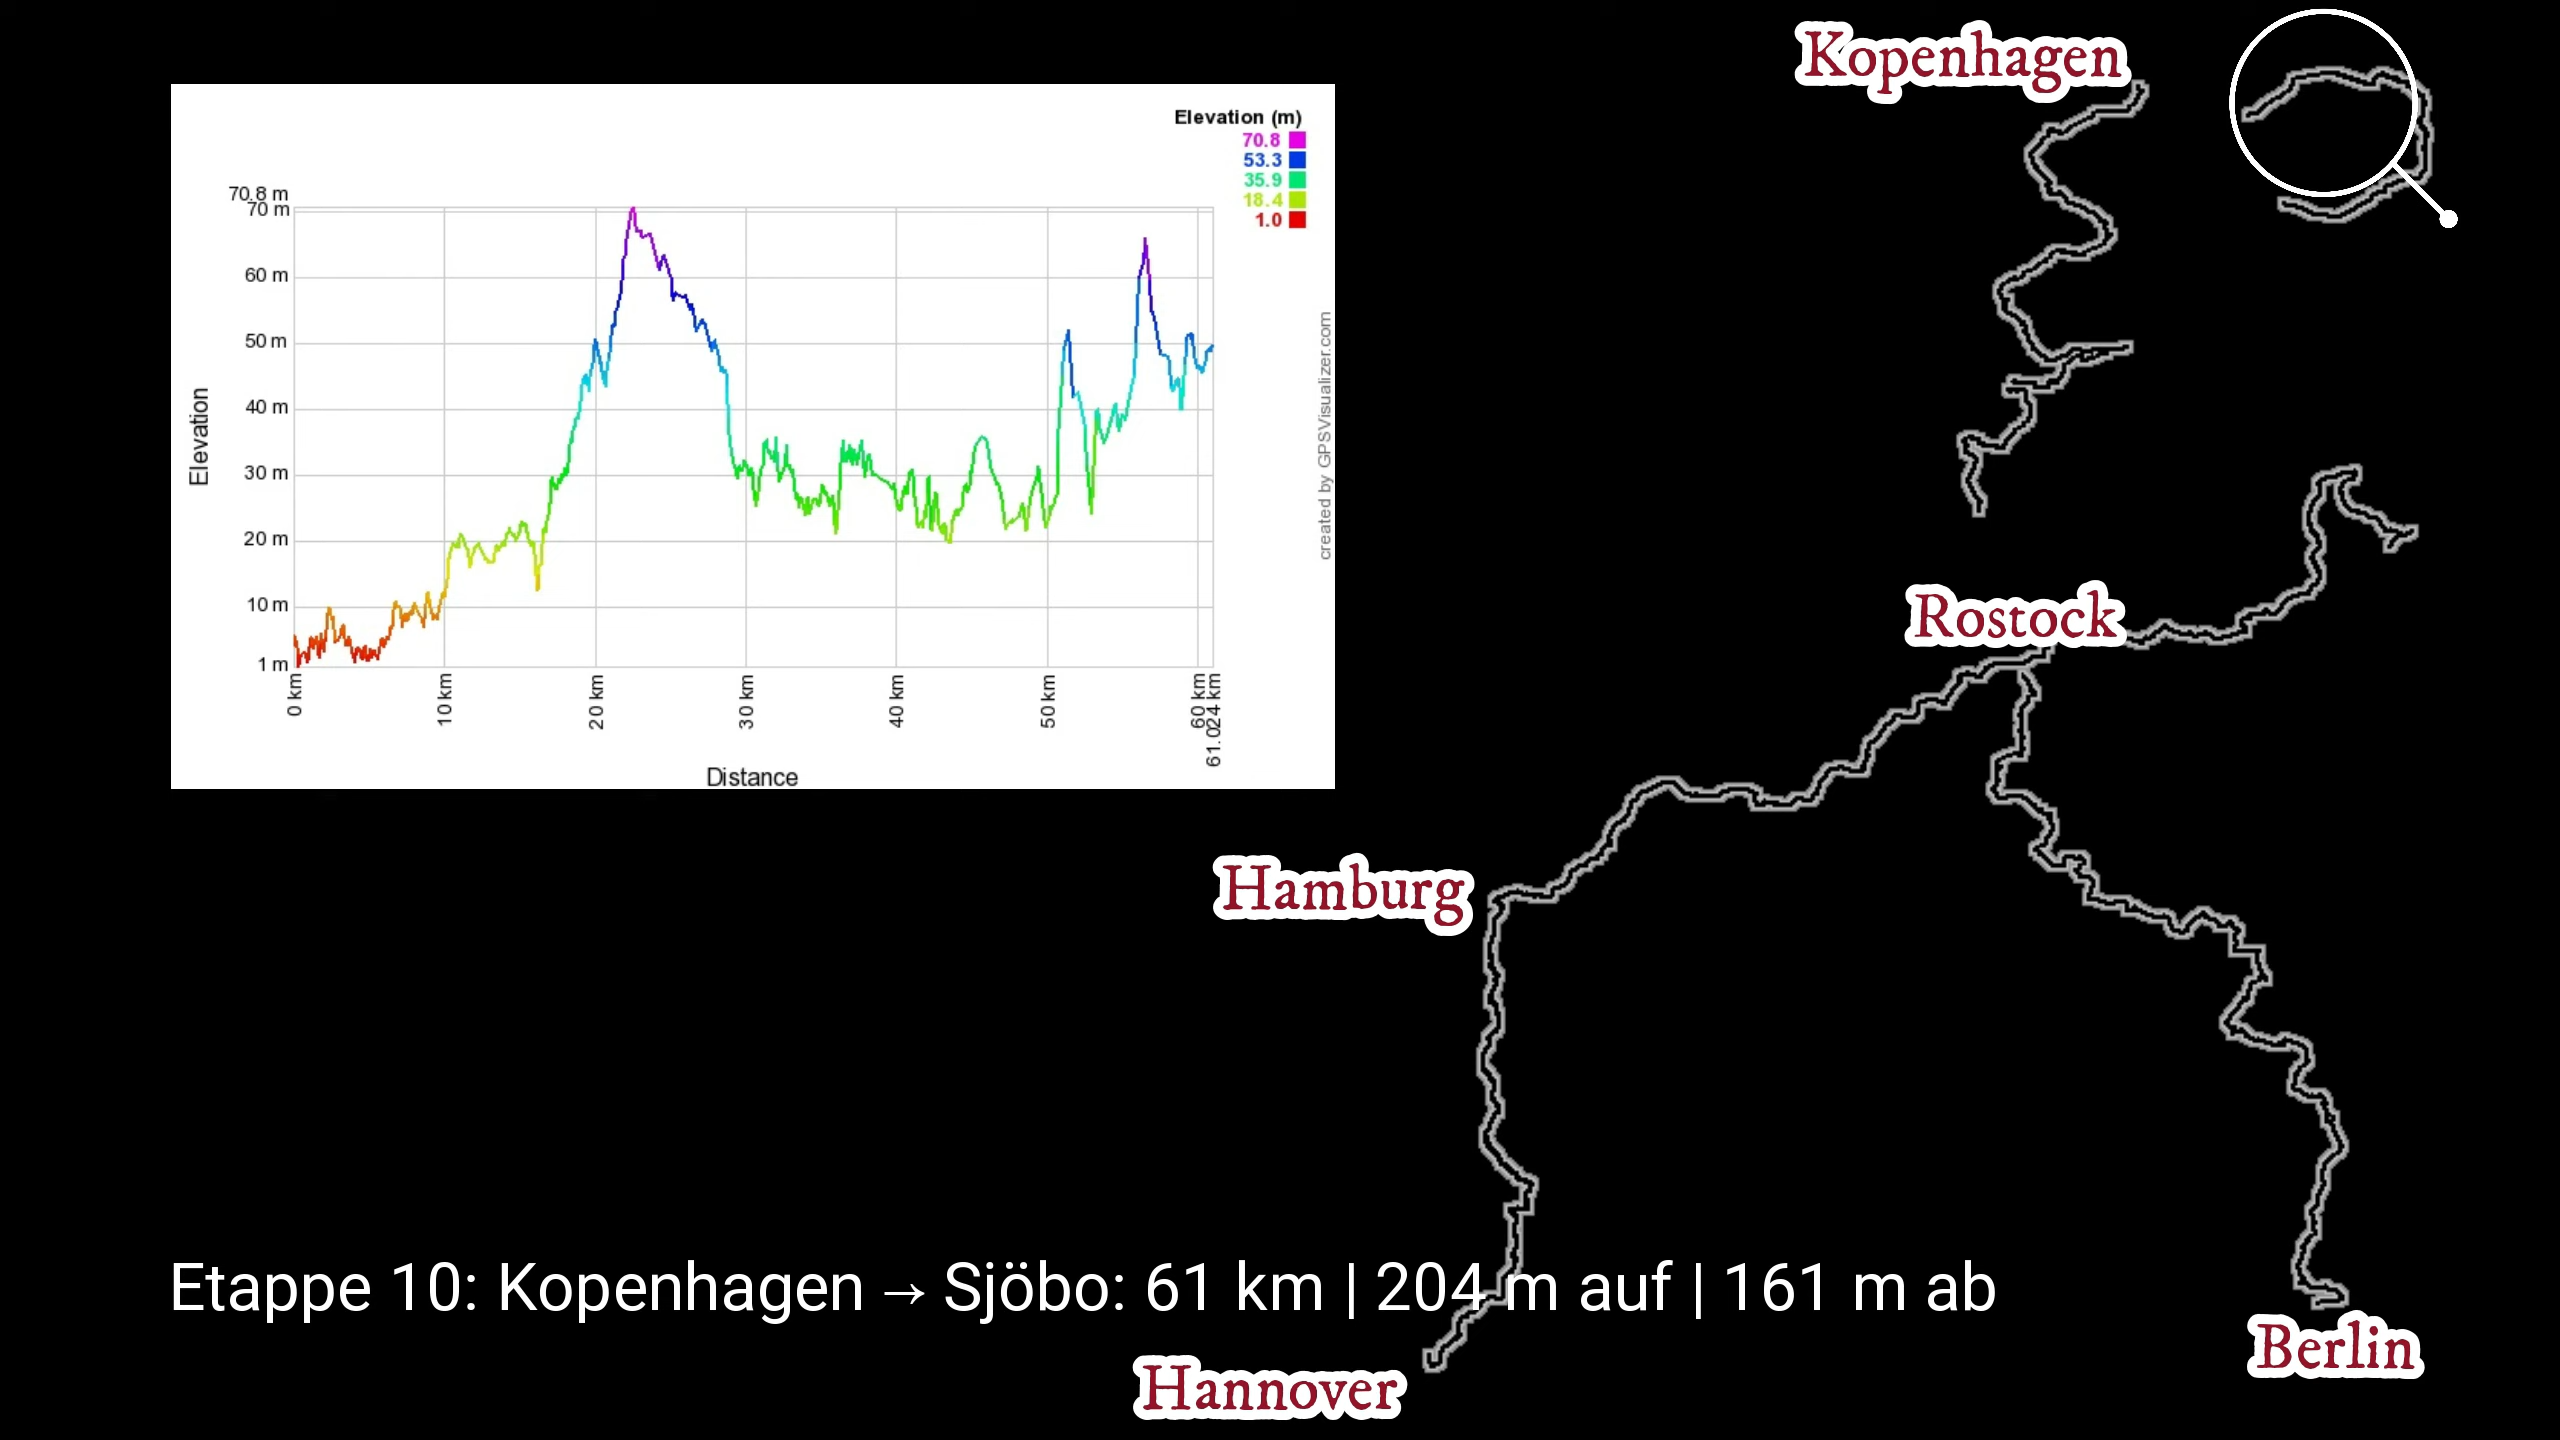 Kopenhagen
Elevation (m)
70.8
53.3
35.9
18.4
1.0
70.8 m
70 m
60 m
50 m
40 m
30 m
20 m
10 m
1 m
Elevation
0 km
10 km
20 km
30 km
40 km
50 km
60 km
61.024 km
Distance
created by GPSVisualizer.com
Rostock
Hamburg
Etappe 10: Kopenhagen → Sjöbo: 61 km | 204 m auf | 161 m ab
Berlin
Hannover